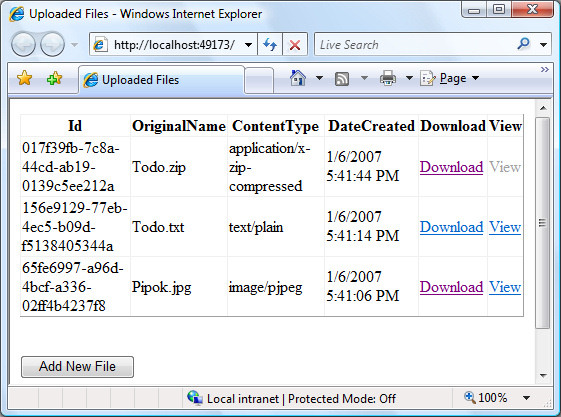 Uploaded Files - Windows Internet Explorer
http://localhost:49173/
Live Search
Uploaded Files
Page
»
Id OriginalName ContentType DateCreated Download View
017f39fb-7c8a-
44cd-ab19-
0139c5ee212a
Todo.zip
application/x-
zip-
compressed
1/6/2007
5:41:44 PM
Download
View
156e9129-77eb-
4ec5-b09d-
f5138405344a
Todo.txt
text/plain
1/6/2007
5:41:14 PM
Download
View
65fe6997-a96d-
4bcf-a336-
02ff4b4237f8
Pipok.jpg
image/pjpeg
1/6/2007
5:41:06 PM
Download
View
Add New File
Local intranet | Protected Mode: Off
100%